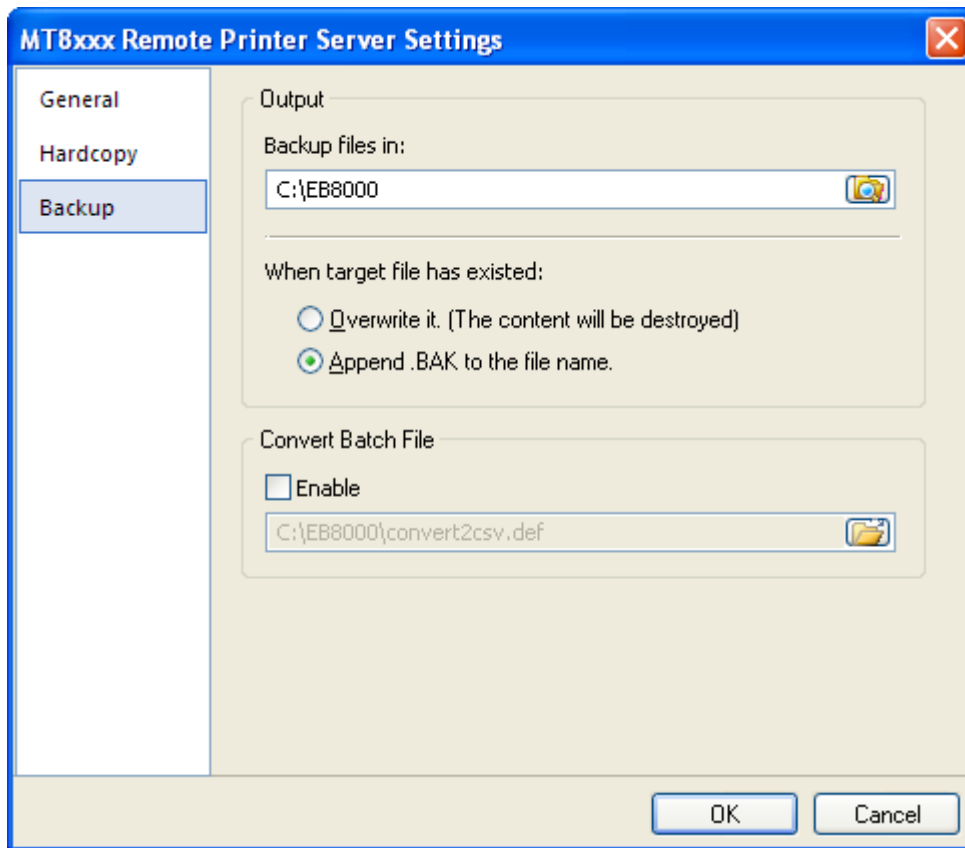 MT8xxx Remote Printer Server Settings
General
Hardcopy
Backup
Output
Backup files in:
C:\EB8000
When target file has existed:
Overwrite it. (The content will be destroyed)
Append .BAK to the file name.
Convert Batch File
Enable
C:\EB8000\convert2csv.def
OK
Cancel